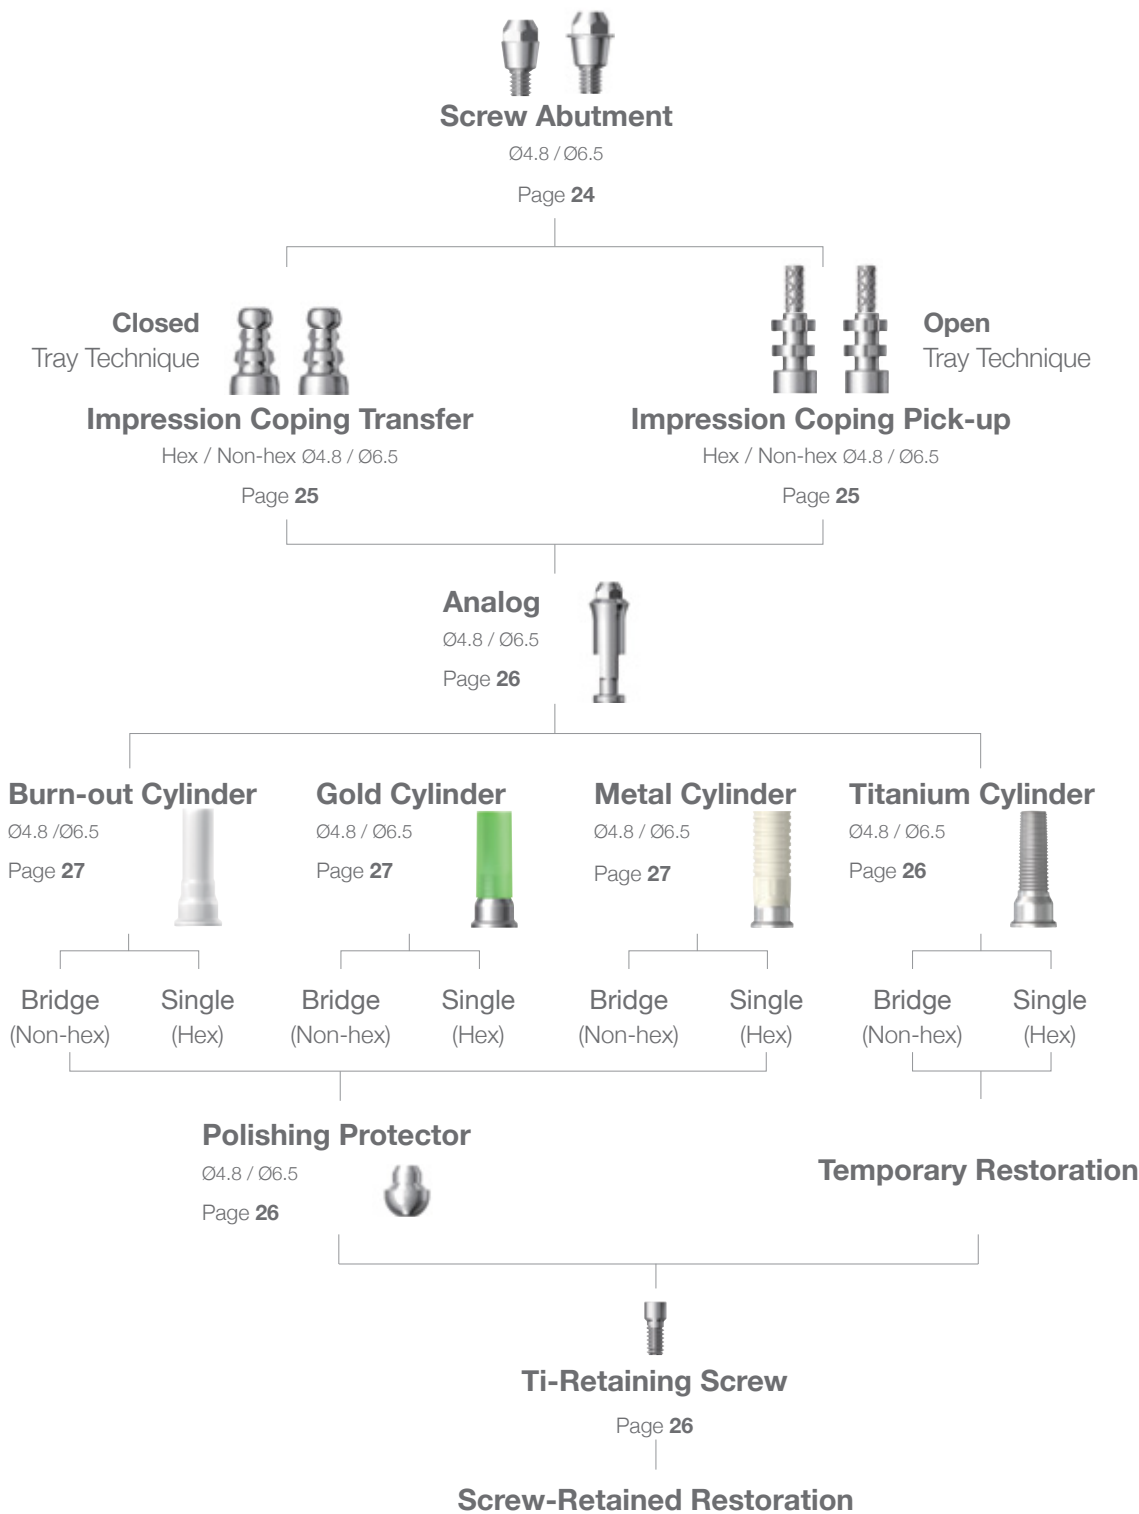 Screw Abutment
Ø4.8 / Ø6.5
Page 24
Closed
Tray Technique
Open
Tray Technique
Impression Coping Transfer
Hex / Non-hex Ø4.8 / Ø6.5
Page 25
Impression Coping Pick-up
Hex / Non-hex Ø4.8 / Ø6.5
Page 25
Analog
Ø4.8 / Ø6.5
Page 26
Burn-out Cylinder
Ø4.8 /Ø6.5
Page 27
Gold Cylinder
Ø4.8 / Ø6.5
Page 27
Metal Cylinder
Ø4.8 / Ø6.5
Page 27
Titanium Cylinder
Ø4.8 / Ø6.5
Page 26
Bridge
(Non-hex)
Single
(Hex)
Bridge
(Non-hex)
Single
(Hex)
Bridge
(Non-hex)
Single
(Hex)
Bridge
(Non-hex)
Single
(Hex)
Polishing Protector
Ø4.8 / Ø6.5
Page 26
Temporary Restoration
Ti-Retaining Screw
Page 26
Screw-Retained Restoration